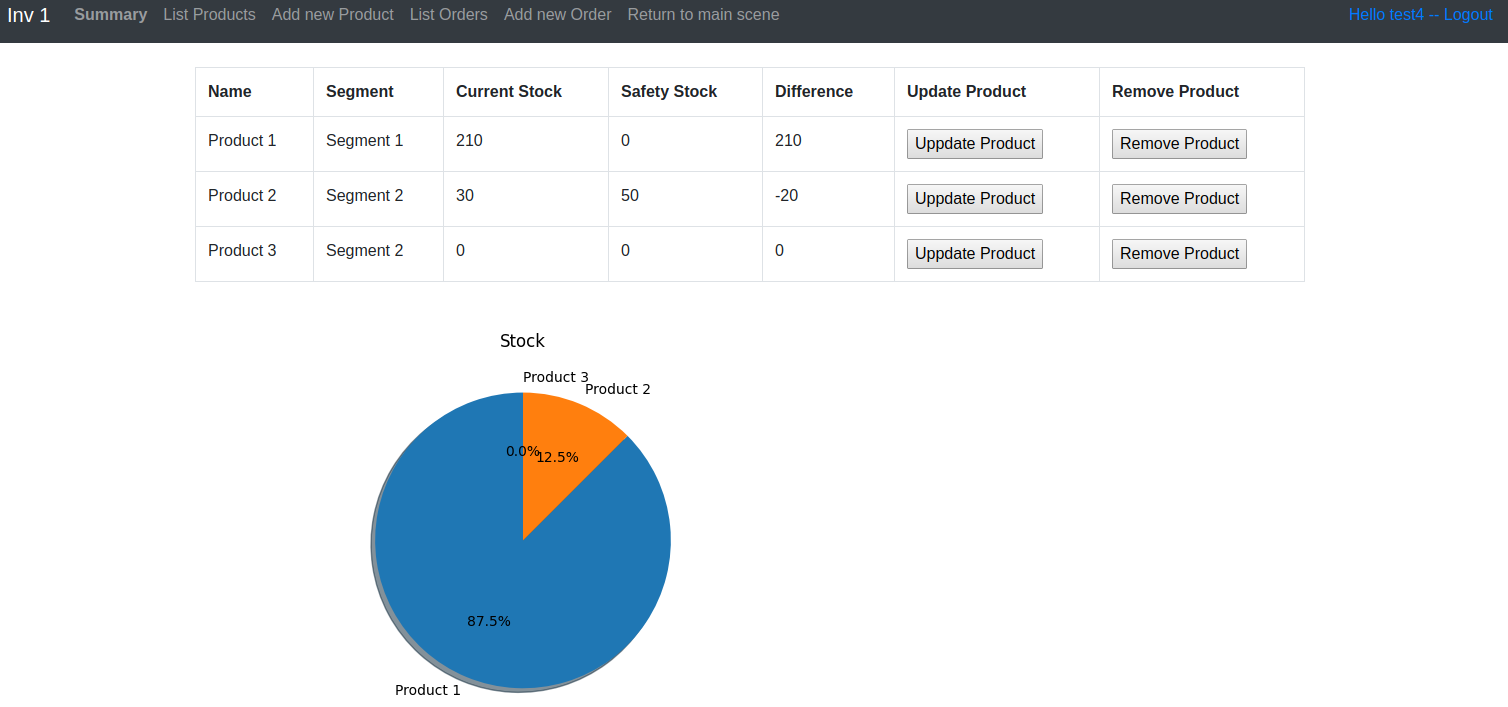 Inv 1 Summary List Products Add new Product List Orders Add new Order Return to main scene Hello test4 -- Logout
Name Segment Current Stock Safety Stock Difference Update Product Remove Product
Product 1 Segment 1 210 0 210 Uppdate Product Remove Product
Product 2 Segment 2 30 50 -20 Uppdate Product Remove Product
Product 3 Segment 2 0 0 0 Uppdate Product Remove Product
Stock
Product 3
Product 2
0.0%
12.5%
87.5%
Product 1